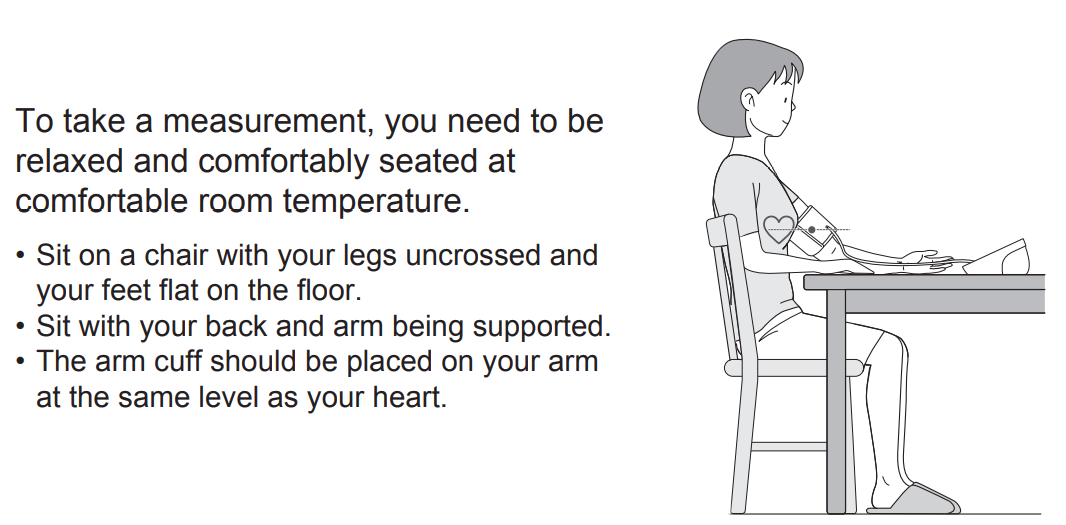 To take a measurement, you need to be
relaxed and comfortably seated at
comfortable room temperature.
• Sit on a chair with your legs uncrossed and
your feet flat on the floor.
• Sit with your back and arm being supported.
• The arm cuff should be placed on your arm
at the same level as your heart.